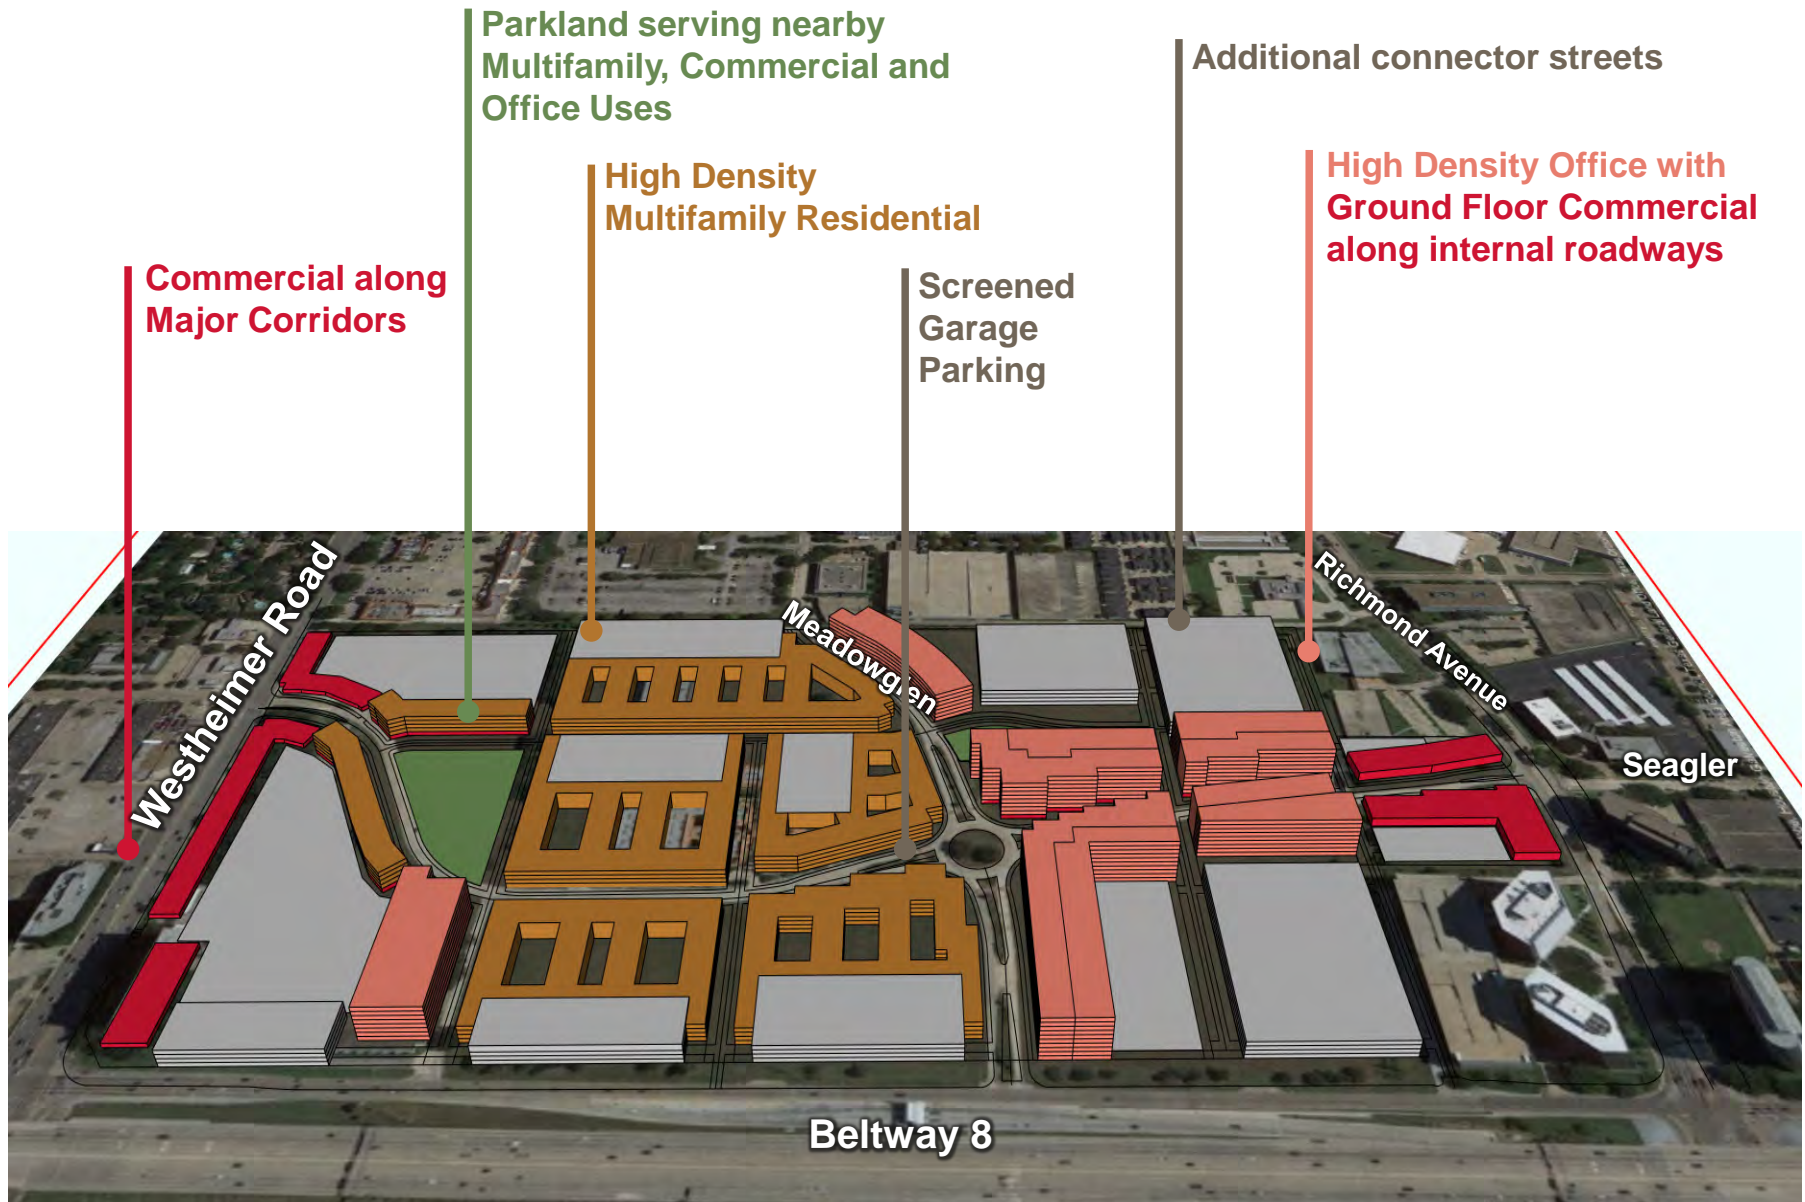 Parkland serving nearby
Multifamily, Commercial and
Office Uses
Additional connector streets
High Density
Multifamily Residential
High Density Office with
Ground Floor Commercial
along internal roadways
Commercial along
Major Corridors
Screened
Garage
Parking
Westheimer Road
Meadowglen
Richmond Avenue
Seagler
Beltway 8